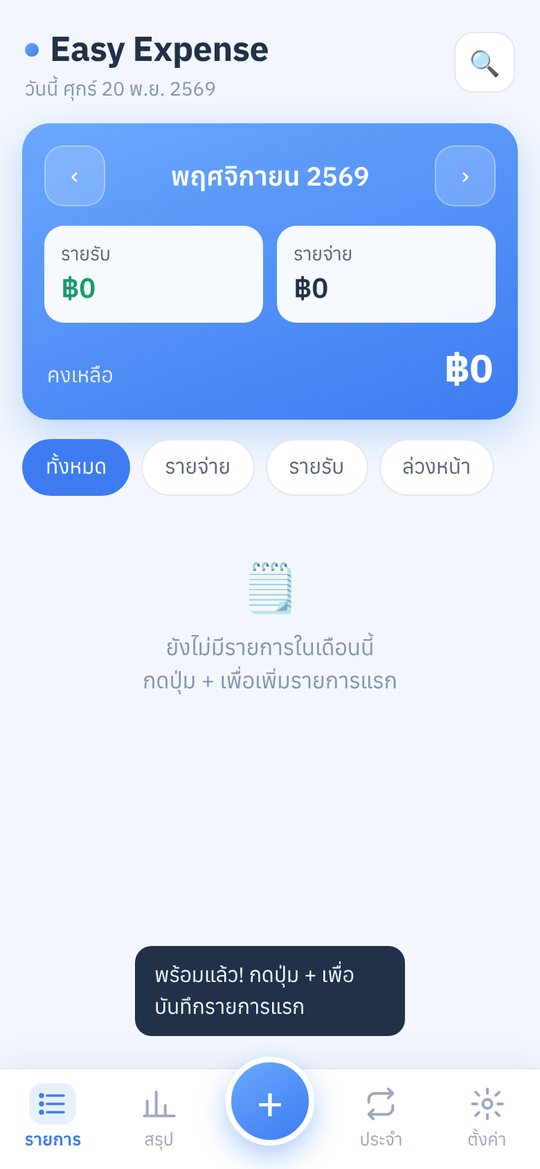 Easy Expense
วันนี้ ศุกร์ 20 พ.ย. 2569
‹ พฤศจิกายน 2569 ›
รายรับ
฿0
รายจ่าย
฿0
คงเหลือ ฿0
ทั้งหมด รายจ่าย รายรับ ล่วงหน้า
ยังไม่มีรายการในเดือนนี้
กดปุ่ม + เพื่อเพิ่มรายการแรก
พร้อมแล้ว! กดปุ่ม + เพื่อ
บันทึกรายการแรก
+
รายการ สรุป ประจำ ตั้งค่า